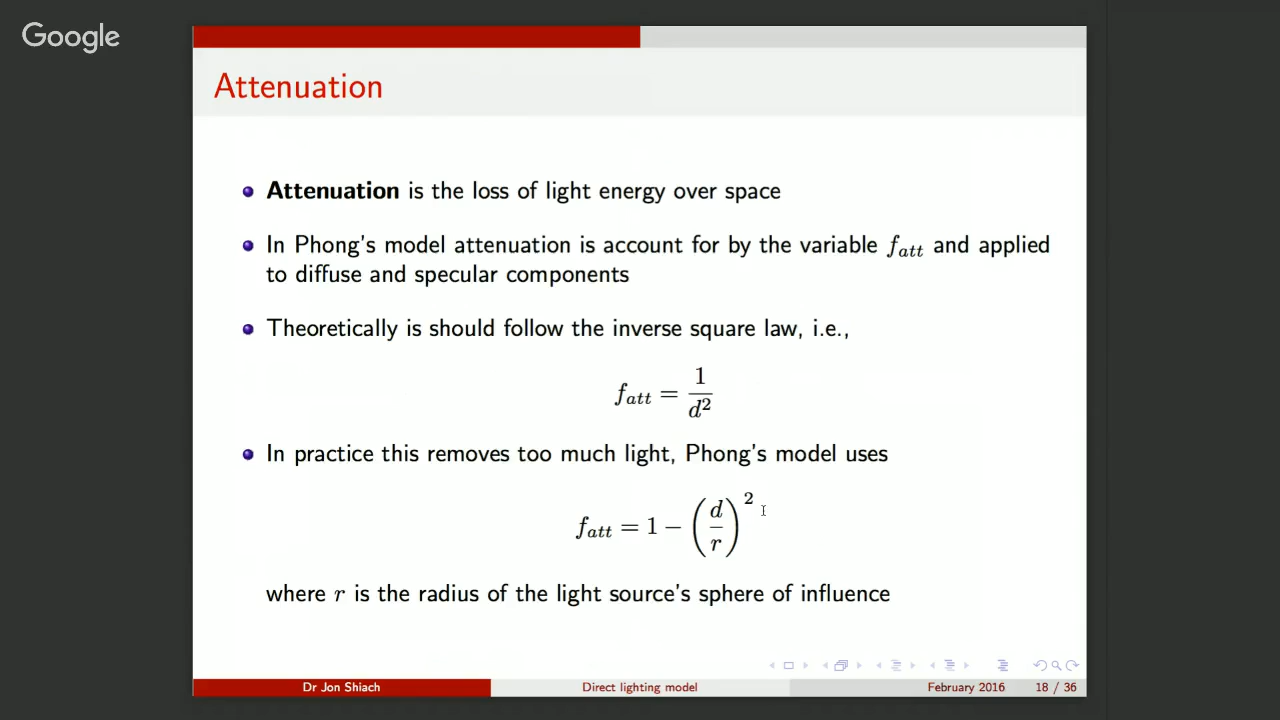 Google
Attenuation
Attenuation is the loss of light energy over space
In Phong's model attenuation is account for by the variable f_att and applied
to diffuse and specular components
Theoretically is should follow the inverse square law, i.e.,
f_att = 1/d²
In practice this removes too much light, Phong's model uses
f_att = 1 − (d/r)²
where r is the radius of the light source's sphere of influence
Dr Jon Shiach Direct lighting model February 2016 18 / 36